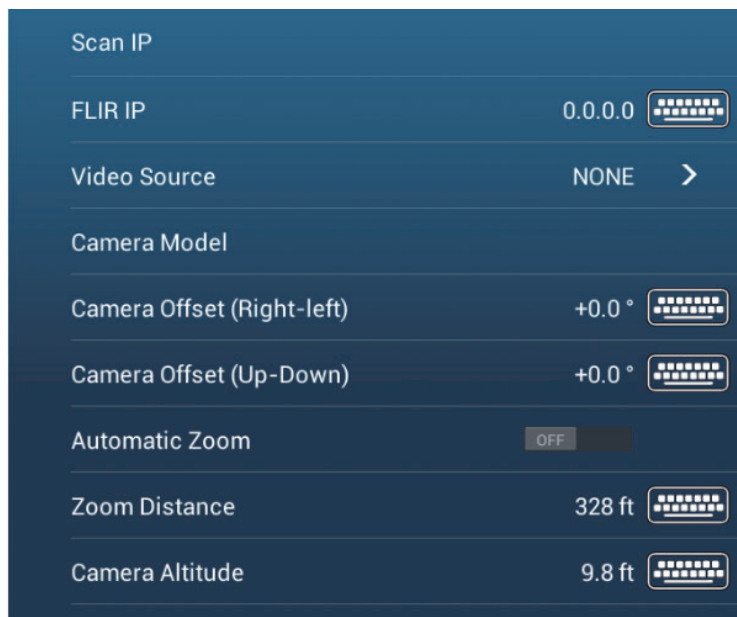 Scan IP
FLIR IP 0.0.0.0
Video Source NONE >
Camera Model
Camera Offset (Right-left) +0.0 °
Camera Offset (Up-Down) +0.0 °
Automatic Zoom OFF
Zoom Distance 328 ft
Camera Altitude 9.8 ft